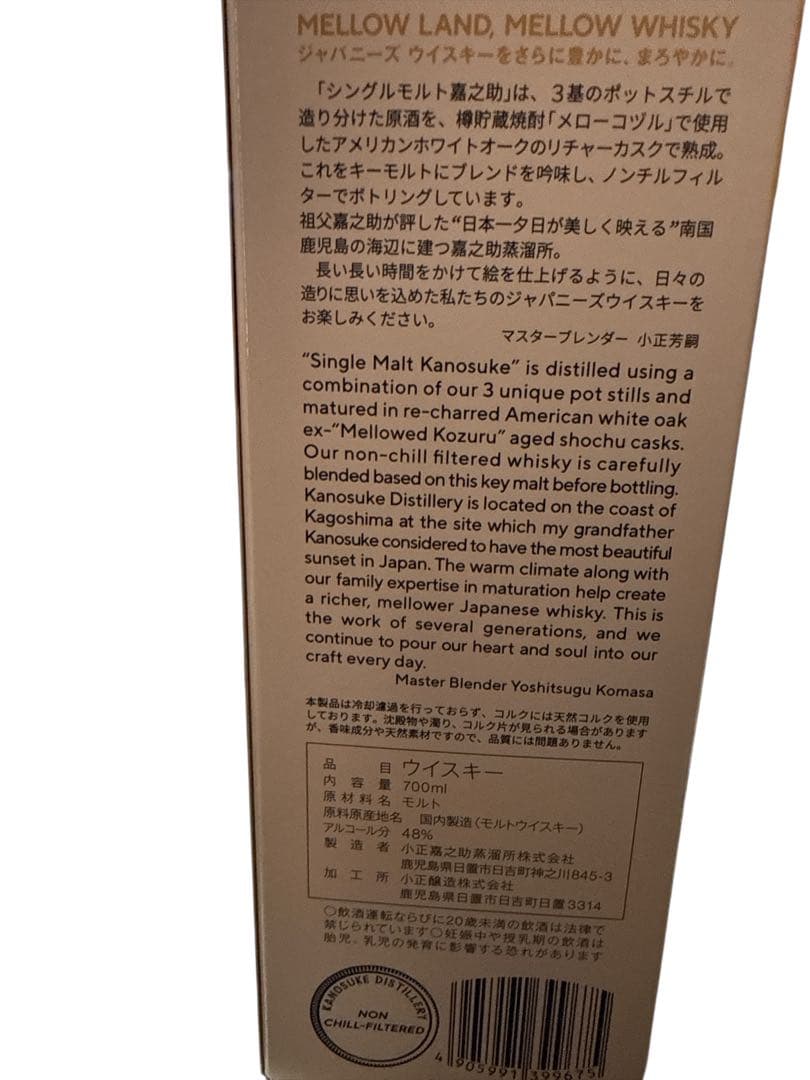 MELLOW LAND, MELLOW WHISKY
ジャパニーズ ウイスキーをさらに豊かに、まろやかに。
「シングルモルト嘉之助」は、3基のポットスチルで
造り分けた原酒を、樽貯蔵焼酎「メローコヅル」で使用
したアメリカンホワイトオークのリチャーカスクで熟成。
これをキーモルトにブレンドを吟味し、ノンチルフィル
ターでボトリングしています。
祖父嘉之助が評した“日本一夕日が美しく映える”南国
鹿児島の海辺に建つ嘉之助蒸溜所。
長い長い時間をかけて絵を仕上げるように、日々の
造りに思いを込めた私たちのジャパニーズウイスキーを
お楽しみください。
マスターブレンダー 小正芳嗣
“Single Malt Kanosuke” is distilled using a
combination of our 3 unique pot stills and
matured in re-charred American white oak
ex-“Mellowed Kozuru” aged shochu casks.
Our non-chill filtered whisky is carefully
blended based on this key malt before bottling.
Kanosuke Distillery is located on the coast of
Kagoshima at the site which my grandfather
Kanosuke considered to have the most beautiful
sunset in Japan. The warm climate along with
our family expertise in maturation help create
a richer, mellower Japanese whisky. This is
the work of several generations, and we
continue to pour our heart and soul into our
craft every day.
Master Blender Yoshitsugu Komasa
本製品は冷却濾過を行っておらず、コルクには天然コルクを使用
しております。沈殿物や濁り、コルク片が見られる場合があります
が、香味成分や天然素材ですので、品質には問題ありません。
品目 ウイスキー
内容量 700ml
原材料名 モルト
原料原産地名 国内製造（モルトウイスキー）
アルコール分 48%
製造者 小正嘉之助蒸溜所株式会社
鹿児島県日置市日吉町神之川845-3
加工所 小正醸造株式会社
鹿児島県日置市日吉町日置3314
○飲酒運転ならびに20歳未満の飲酒は法律で
禁じられています○妊娠中や授乳期の飲酒は
胎児、乳児の発育に影響する恐れがあります
KANOSUKE DISTILLERY
NON
CHILL-FILTERED
4 905991 399675